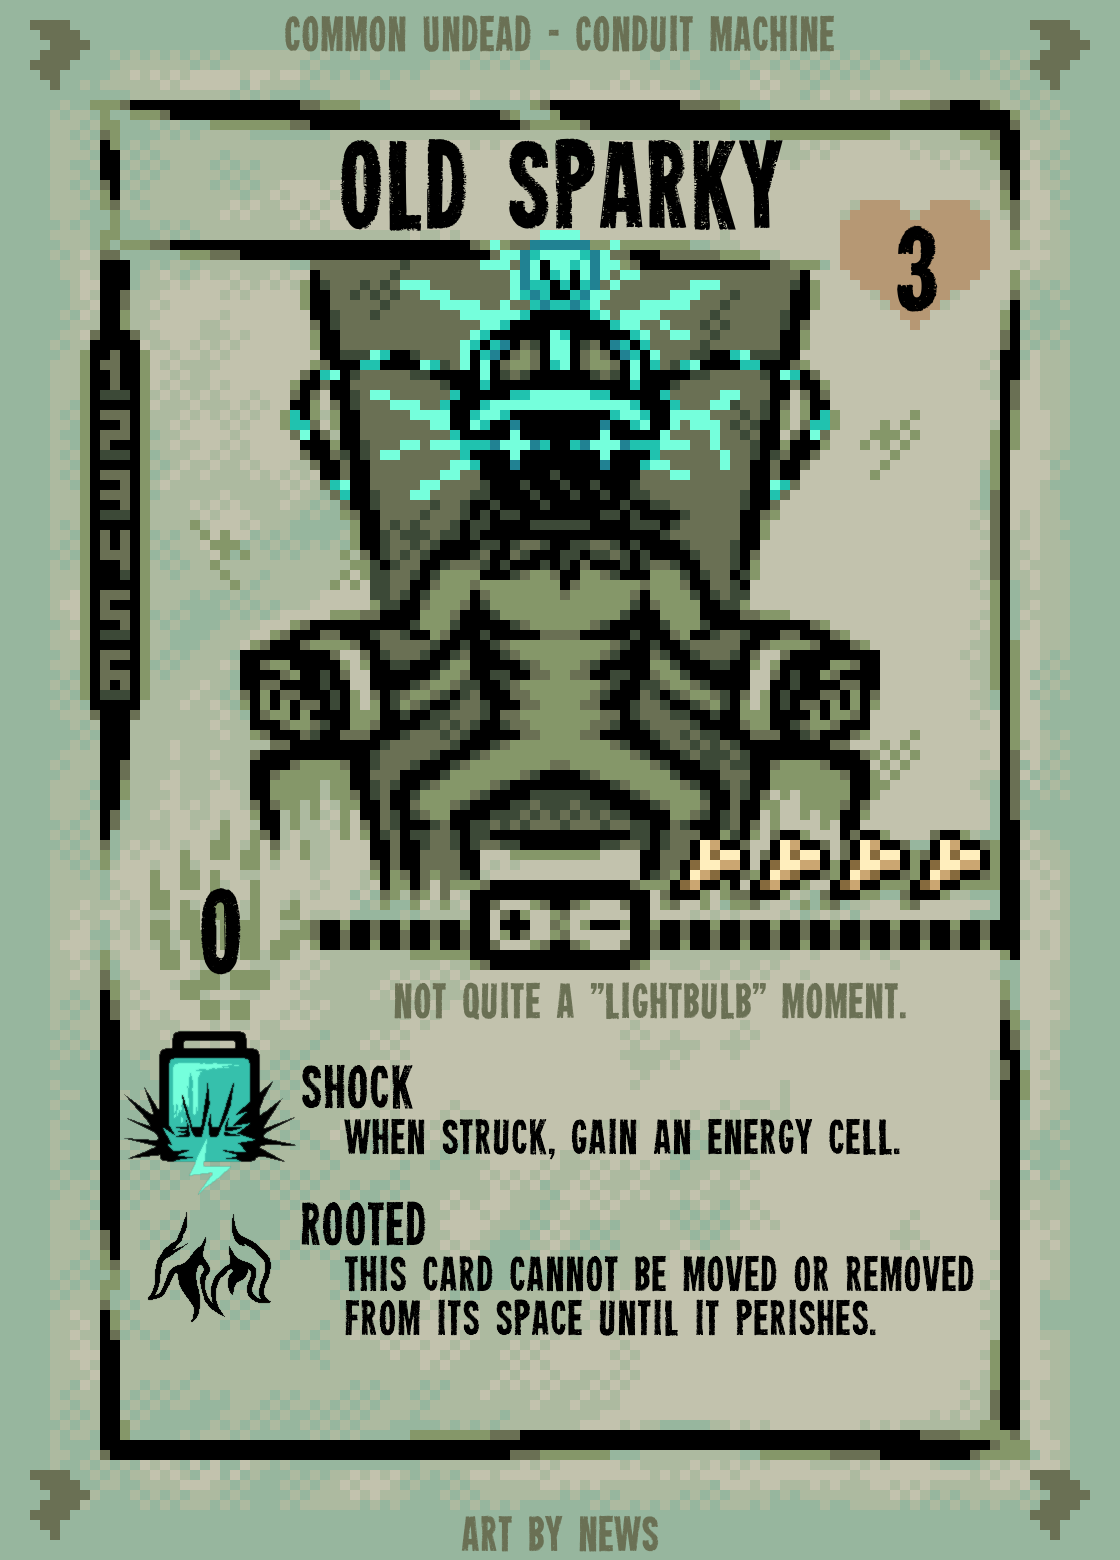 COMMON UNDEAD - CONDUIT MACHINE
OLD SPARKY
3
1
2
3
4
5
6
+ -
0
NOT QUITE A "LIGHTBULB" MOMENT.
SHOCK
WHEN STRUCK, GAIN AN ENERGY CELL.
ROOTED
THIS CARD CANNOT BE MOVED OR REMOVED
FROM ITS SPACE UNTIL IT PERISHES.
ART BY NEWS